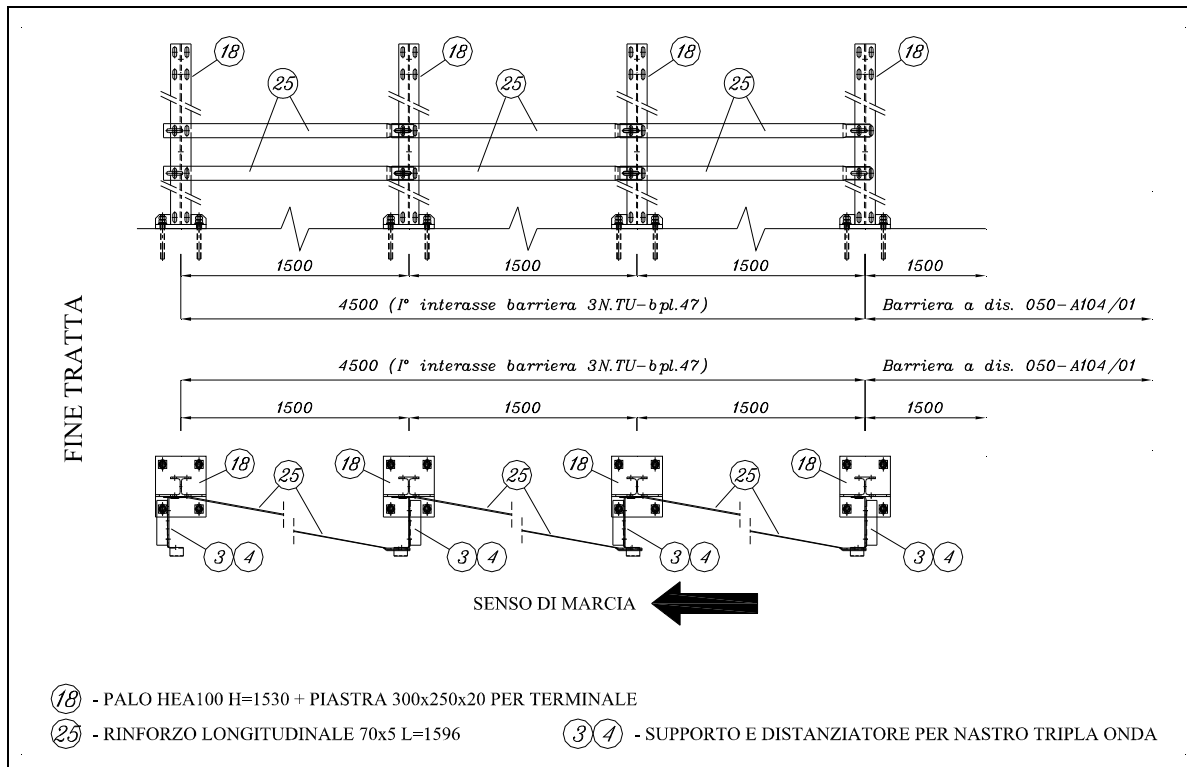 18 18 18 18
25 25 25
1500 1500 1500 1500
4500 (I° interasse barriera 3N.TU-bpl.47) Barriera a dis. 050-A104/01
FINE TRATTA
4500 (I° interasse barriera 3N.TU-bpl.47) Barriera a dis. 050-A104/01
1500 1500 1500 1500
18 25 18 25 18 25 18
3 4 3 4 3 4 3 4
SENSO DI MARCIA
18 - PALO HEA100 H=1530 + PIASTRA 300x250x20 PER TERMINALE
25 - RINFORZO LONGITUDINALE 70x5 L=1596
3 4 - SUPPORTO E DISTANZIATORE PER NASTRO TRIPLA ONDA